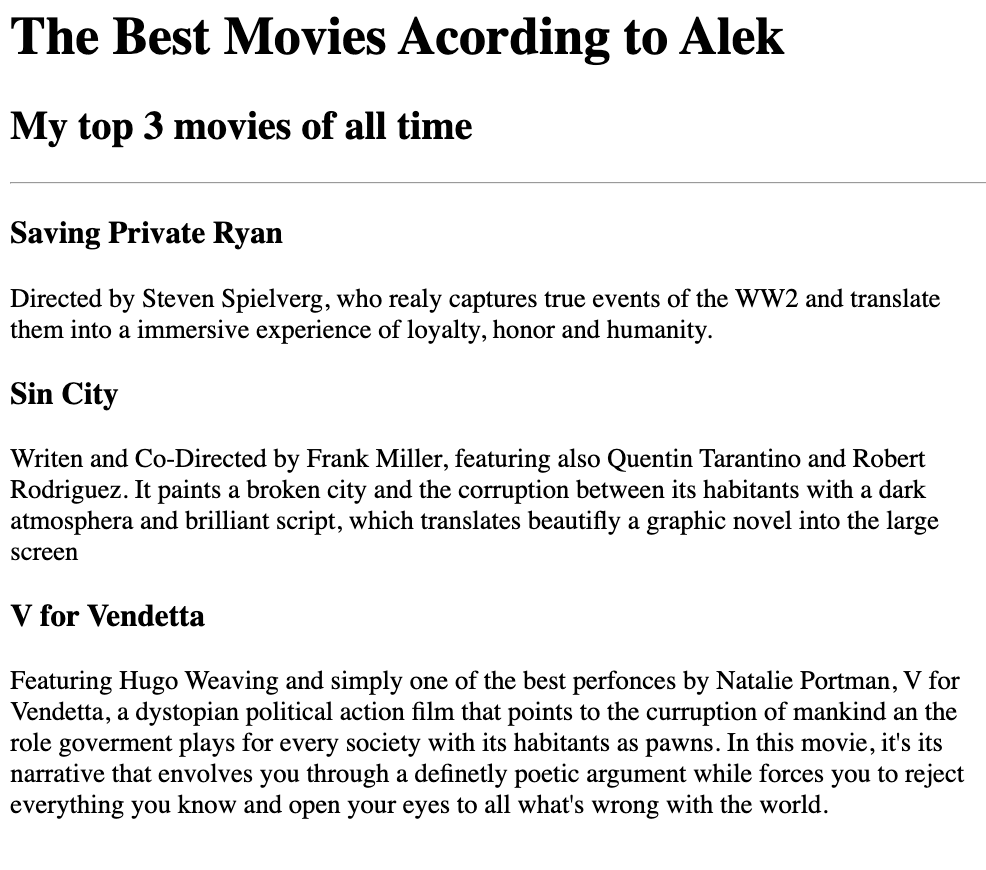 The Best Movies Acording to Alek
My top 3 movies of all time
Saving Private Ryan
Directed by Steven Spielverg, who realy captures true events of the WW2 and translate
them into a immersive experience of loyalty, honor and humanity.
Sin City
Writen and Co-Directed by Frank Miller, featuring also Quentin Tarantino and Robert
Rodriguez. It paints a broken city and the corruption between its habitants with a dark
atmosphera and brilliant script, which translates beautifly a graphic novel into the large
screen
V for Vendetta
Featuring Hugo Weaving and simply one of the best perfonces by Natalie Portman, V for
Vendetta, a dystopian political action film that points to the curruption of mankind an the
role goverment plays for every society with its habitants as pawns. In this movie, it's its
narrative that envolves you through a definetly poetic argument while forces you to reject
everything you know and open your eyes to all what's wrong with the world.